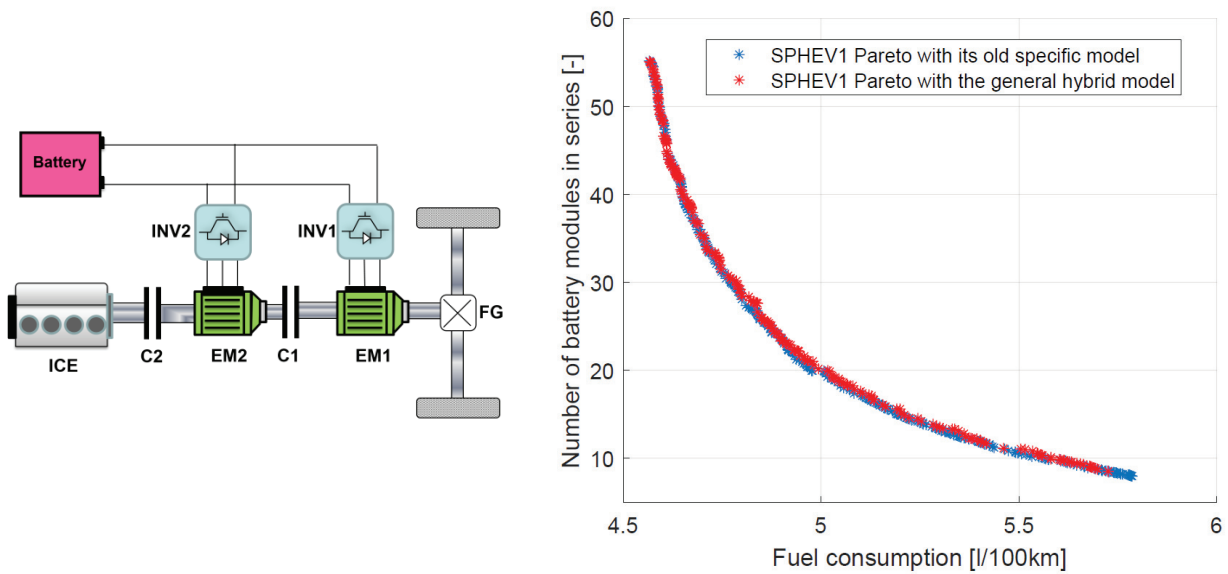 Battery
INV2
INV1
FG
ICE
C2
EM2
C1
EM1
Number of battery modules in series [-]
60
50
40
30
20
10
SPHEV1 Pareto with its old specific model
SPHEV1 Pareto with the general hybrid model
4.5
5
5.5
6
Fuel consumption [l/100km]